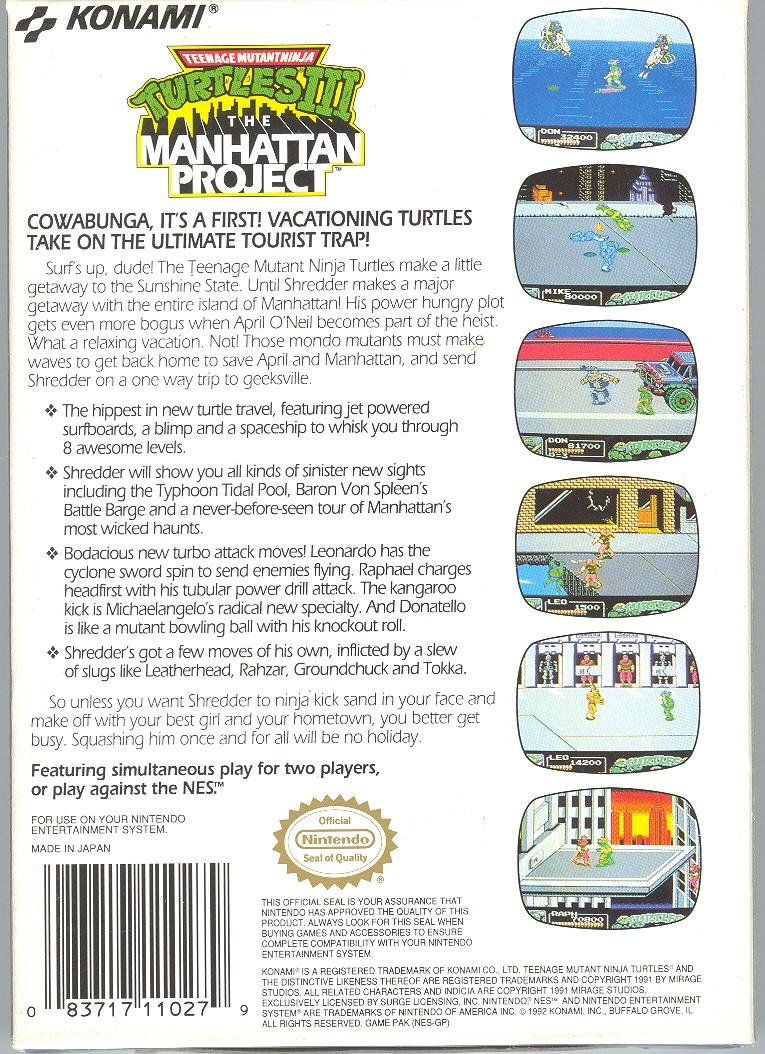 KONAMI®
TEENAGE MUTANT NINJA
TURTLES III
THE
MANHATTAN
PROJECT™
COWABUNGA, IT'S A FIRST! VACATIONING TURTLES
TAKE ON THE ULTIMATE TOURIST TRAP!
Surf's up, dude! The Teenage Mutant Ninja Turtles make a little
getaway to the Sunshine State. Until Shredder makes a major
getaway with the entire island of Manhattan! His power hungry plot
gets even more bogus when April O'Neil becomes part of the heist.
What a relaxing vacation. Not! Those mondo mutants must make
waves to get back home to save April and Manhattan, and send
Shredder on a one way trip to geeksville.
❖ The hippest in new turtle travel, featuring jet powered
surfboards, a blimp and a spaceship to whisk you through
8 awesome levels.
❖ Shredder will show you all kinds of sinister new sights
including the Typhoon Tidal Pool, Baron Von Spleen's
Battle Barge and a never-before-seen tour of Manhattan's
most wicked haunts.
❖ Bodacious new turbo attack moves! Leonardo has the
cyclone sword spin to send enemies flying. Raphael charges
headfirst with his tubular power drill attack. The kangaroo
kick is Michaelangelo's radical new specialty. And Donatello
is like a mutant bowling ball with his knockout roll.
❖ Shredder's got a few moves of his own, inflicted by a slew
of slugs like Leatherhead, Rahzar, Groundchuck and Tokka.
So unless you want Shredder to ninja kick sand in your face and
make off with your best girl and your hometown, you better get
busy. Squashing him once and for all will be no holiday.
Featuring simultaneous play for two players,
or play against the NES.™
FOR USE ON YOUR NINTENDO
ENTERTAINMENT SYSTEM.
MADE IN JAPAN
0 83717 11027 9
Official
Nintendo
Seal of Quality
®
THIS OFFICIAL SEAL IS YOUR ASSURANCE THAT
NINTENDO HAS APPROVED THE QUALITY OF THIS
PRODUCT. ALWAYS LOOK FOR THIS SEAL WHEN
BUYING GAMES AND ACCESSORIES TO ENSURE
COMPLETE COMPATIBILITY WITH YOUR NINTENDO
ENTERTAINMENT SYSTEM.
KONAMI® IS A REGISTERED TRADEMARK OF KONAMI CO., LTD. TEENAGE MUTANT NINJA TURTLES® AND
THE DISTINCTIVE LIKENESS THEREOF ARE REGISTERED TRADEMARKS AND COPYRIGHT 1991 BY MIRAGE
STUDIOS. ALL RELATED CHARACTERS AND INDICIA ARE COPYRIGHT 1991 MIRAGE STUDIOS.
EXCLUSIVELY LICENSED BY SURGE LICENSING, INC. NINTENDO,® NES™ AND NINTENDO ENTERTAINMENT
SYSTEM® ARE TRADEMARKS OF NINTENDO OF AMERICA INC. © 1992 KONAMI, INC., BUFFALO GROVE, IL.
ALL RIGHTS RESERVED. GAME PAK (NES-GP)
DON
32400
TURTLES
MIKE
80000
TURTLES
DON
81700
TURTLES
LEO
1500
TURTLES
LEO
14200
TURTLES
RAPH
70800
TURTLES